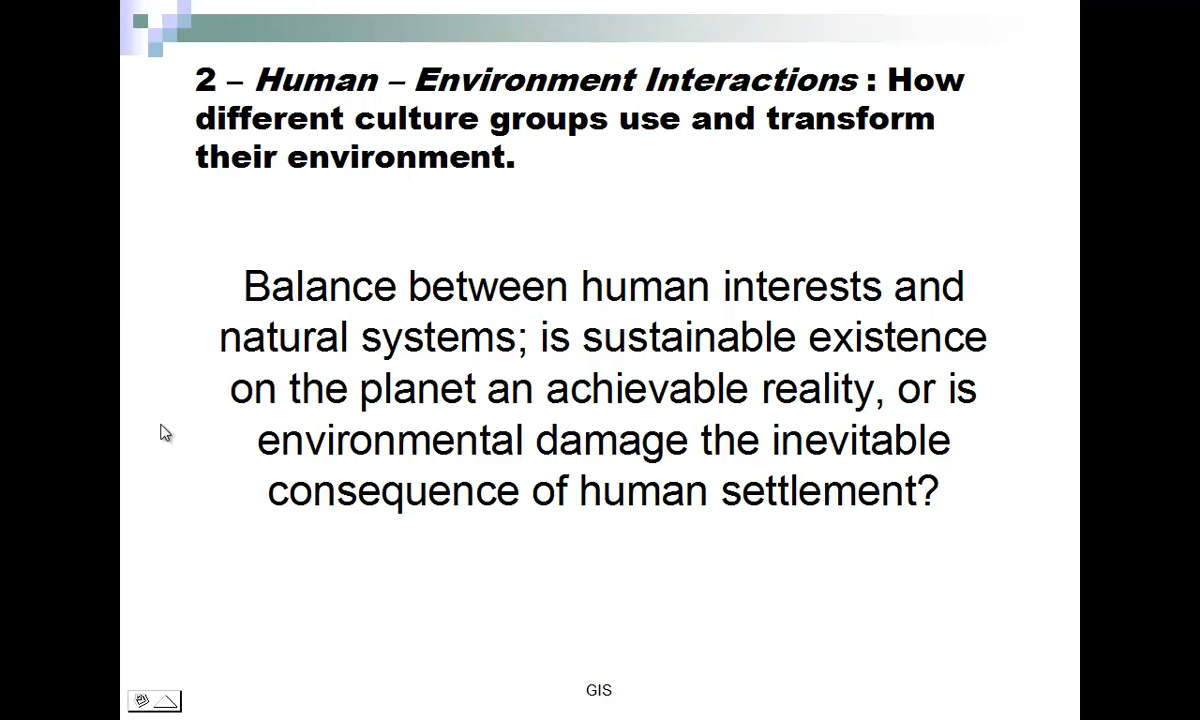 2 – Human – Environment Interactions : How
different culture groups use and transform
their environment.
Balance between human interests and
natural systems; is sustainable existence
on the planet an achievable reality, or is
environmental damage the inevitable
consequence of human settlement?
GIS